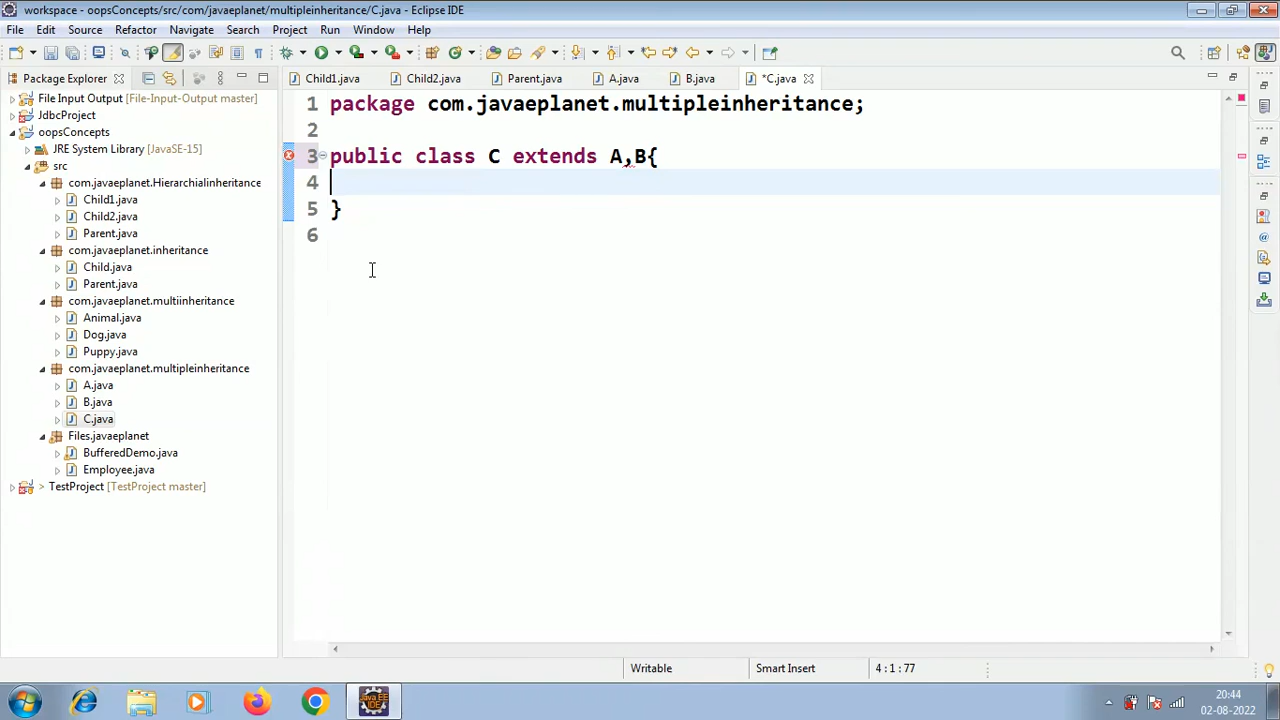 workspace - oopsConcepts/src/com/javaeplanet/multipleinheritance/C.java - Eclipse IDE
File Edit Source Refactor Navigate Search Project Run Window Help
Package Explorer
Child1.java Child2.java Parent.java A.java B.java *C.java
File Input Output [File-Input-Output master]
JdbcProject
oopsConcepts
JRE System Library [JavaSE-15]
src
com.javaeplanet.Hierarchialinheritance
Child1.java
Child2.java
Parent.java
com.javaeplanet.inheritance
Child.java
Parent.java
com.javaeplanet.multiinheritance
Animal.java
Dog.java
Puppy.java
com.javaeplanet.multipleinheritance
A.java
B.java
C.java
Files.javaeplanet
BufferedDemo.java
Employee.java
> TestProject [TestProject master]
1 package com.javaeplanet.multipleinheritance;
2
3 public class C extends A,B{
4
5 }
6
Writable Smart Insert 4:1:77
Java EE
IDE
20:44
02-08-2022